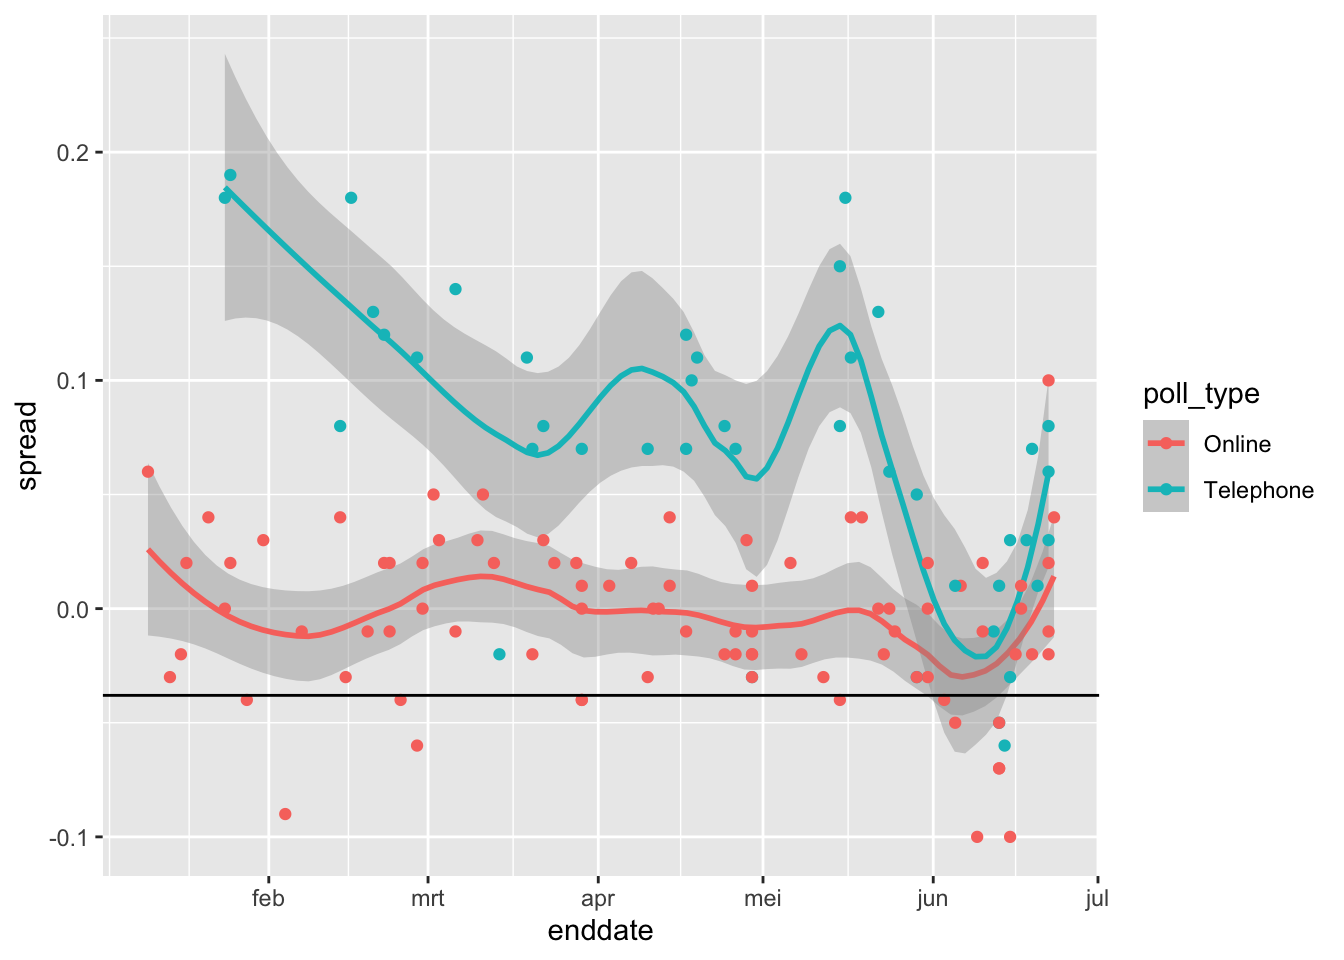 0.2
0.1
0.0
-0.1
spread
feb mrt apr mei jun jul
enddate
poll_type
Online
Telephone